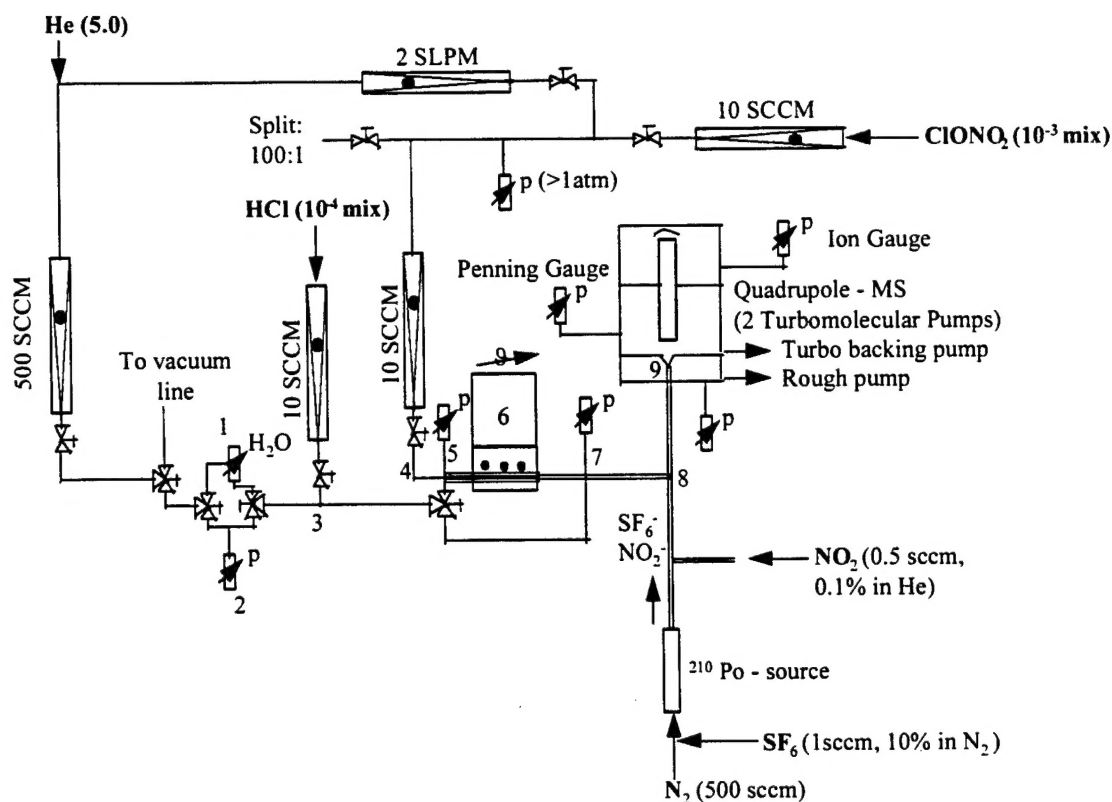 He (5.0)
2 SLPM
10 SCCM
Split:
100:1
ClONO₂ (10⁻³ mix)
p (>1atm)
HCl (10⁻⁴ mix)
p
Ion Gauge
Penning Gauge
p
Quadrupole - MS
(2 Turbomolecular Pumps)
500 SCCM
10 SCCM
10 SCCM
To vacuum
line
Turbo backing pump
9
Rough pump
ϑ
6
p
p
p
1
H₂O
5
7
4
8
3
p
2
SF₆⁻
NO₂⁻
NO₂ (0.5 sccm,
0.1% in He)
²¹⁰ Po - source
SF₆ (1sccm, 10% in N₂)
N₂ (500 sccm)